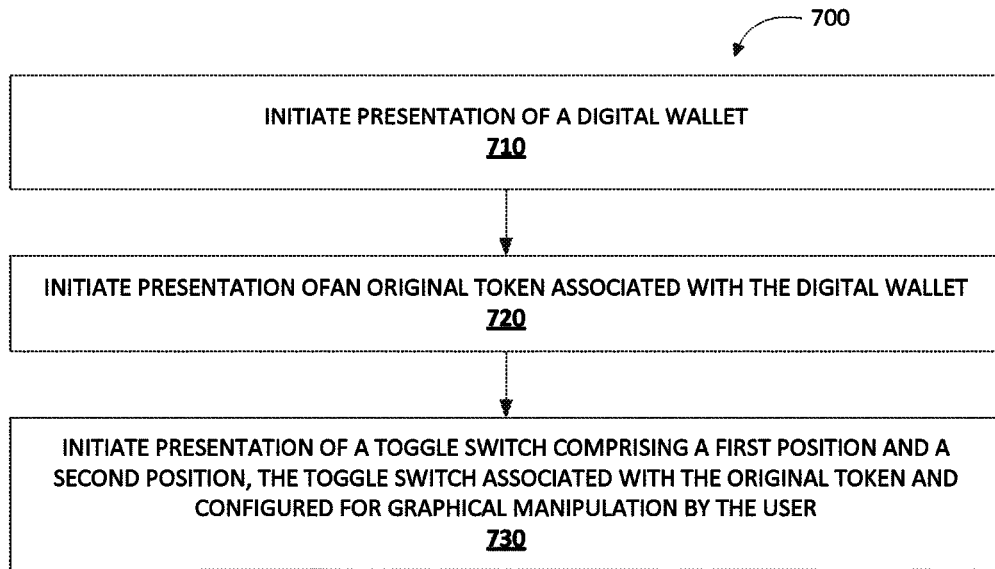 700
INITIATE PRESENTATION OF A DIGITAL WALLET
710
INITIATE PRESENTATION OFAN ORIGINAL TOKEN ASSOCIATED WITH THE DIGITAL WALLET
720
INITIATE PRESENTATION OF A TOGGLE SWITCH COMPRISING A FIRST POSITION AND A
SECOND POSITION, THE TOGGLE SWITCH ASSOCIATED WITH THE ORIGINAL TOKEN AND
CONFIGURED FOR GRAPHICAL MANIPULATION BY THE USER
730